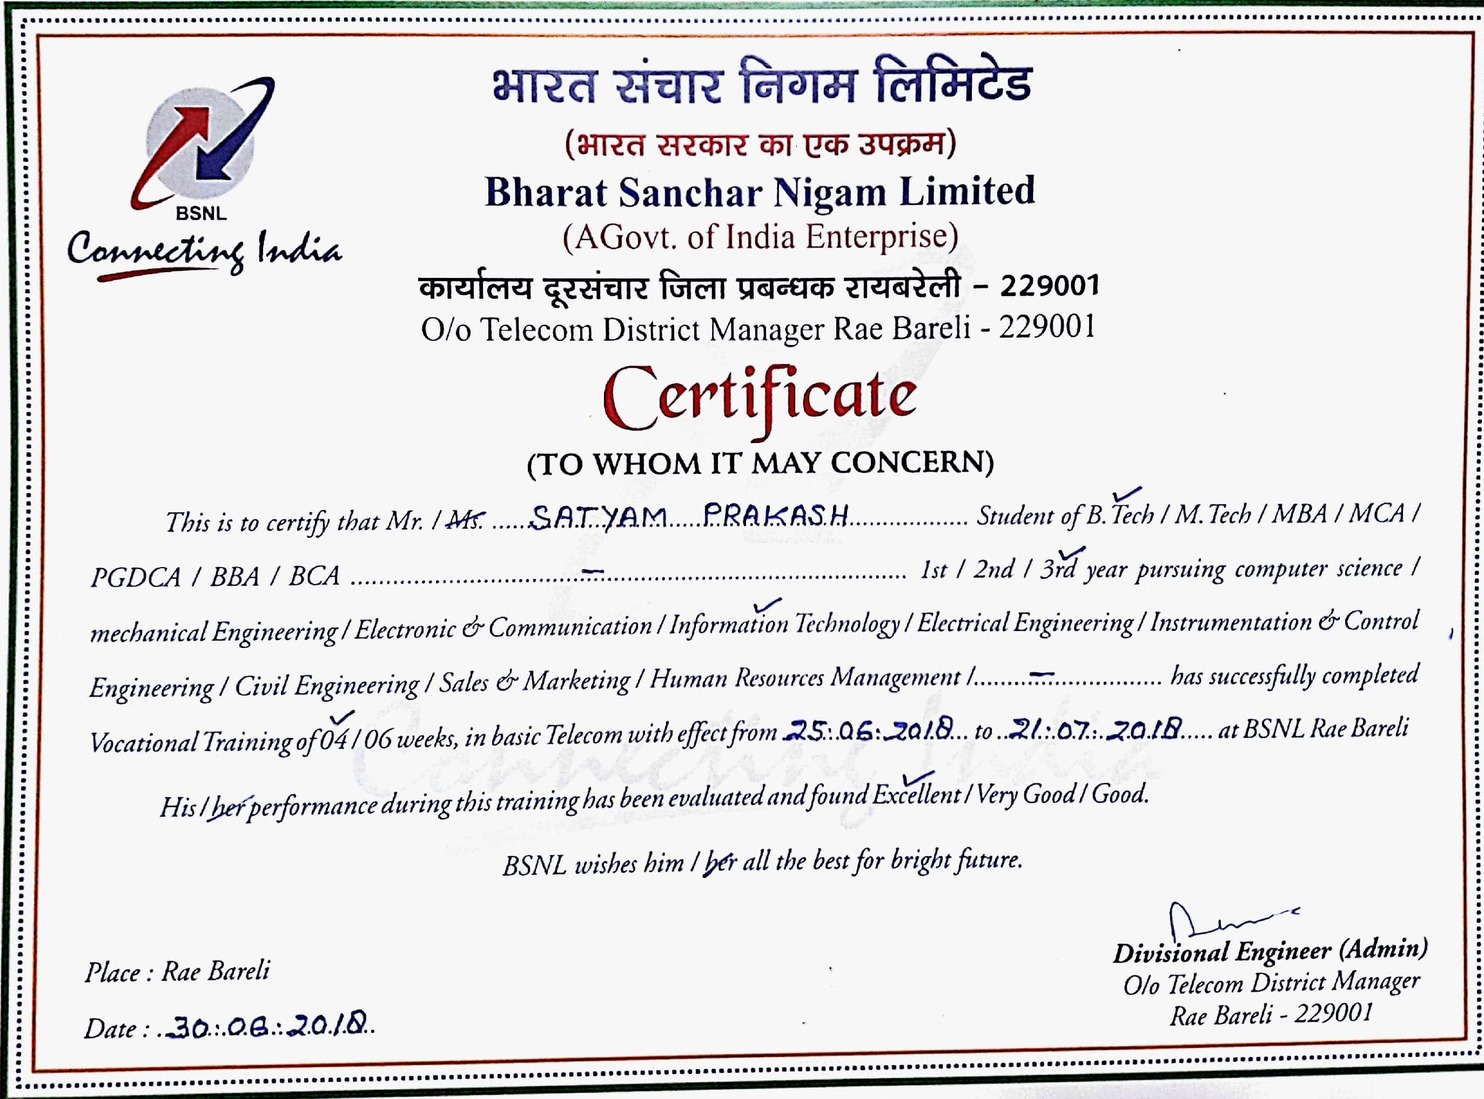 BSNL
Connecting India
भारत संचार निगम लिमिटेड
(भारत सरकार का एक उपक्रम)
Bharat Sanchar Nigam Limited
(AGovt. of India Enterprise)
कार्यालय दूरसंचार जिला प्रबन्धक रायबरेली - 229001
O/o Telecom District Manager Rae Bareli - 229001
Certificate
(TO WHOM IT MAY CONCERN)
This is to certify that Mr. / Ms. ..... SATYAM PRAKASH .................. Student of B. Tech / M. Tech / MBA / MCA /
PGDCA / BBA / BCA ............ – ............ 1st / 2nd / 3rd year pursuing computer science /
mechanical Engineering / Electronic & Communication / Information Technology / Electrical Engineering / Instrumentation & Control
Engineering / Civil Engineering / Sales & Marketing / Human Resources Management /......... – ............ has successfully completed
Vocational Training of 04 / 06 weeks, in basic Telecom with effect from 25.06.2018 to 21.07.2018 at BSNL Rae Bareli
His / her performance during this training has been evaluated and found Excellent / Very Good / Good.
BSNL wishes him / her all the best for bright future.
Divisional Engineer (Admin)
O/o Telecom District Manager
Rae Bareli - 229001
Place : Rae Bareli
Date : 30.06.2018